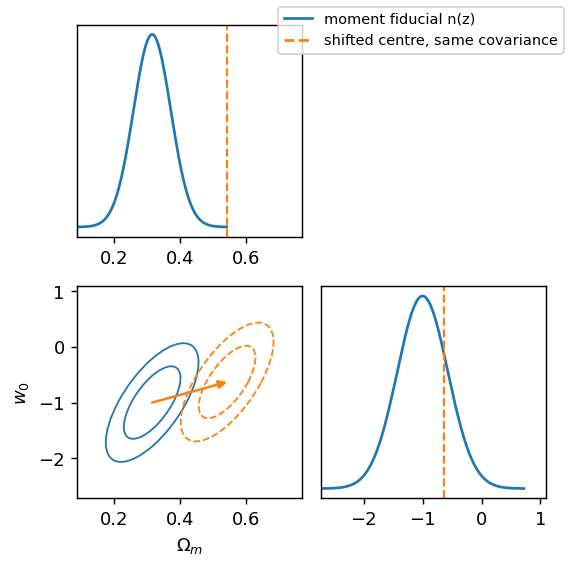 moment fiducial n(z)
shifted centre, same covariance
0.2 0.4 0.6
1
0
−1
−2
w0
0.2 0.4 0.6
Ωm
−2 −1 0 1